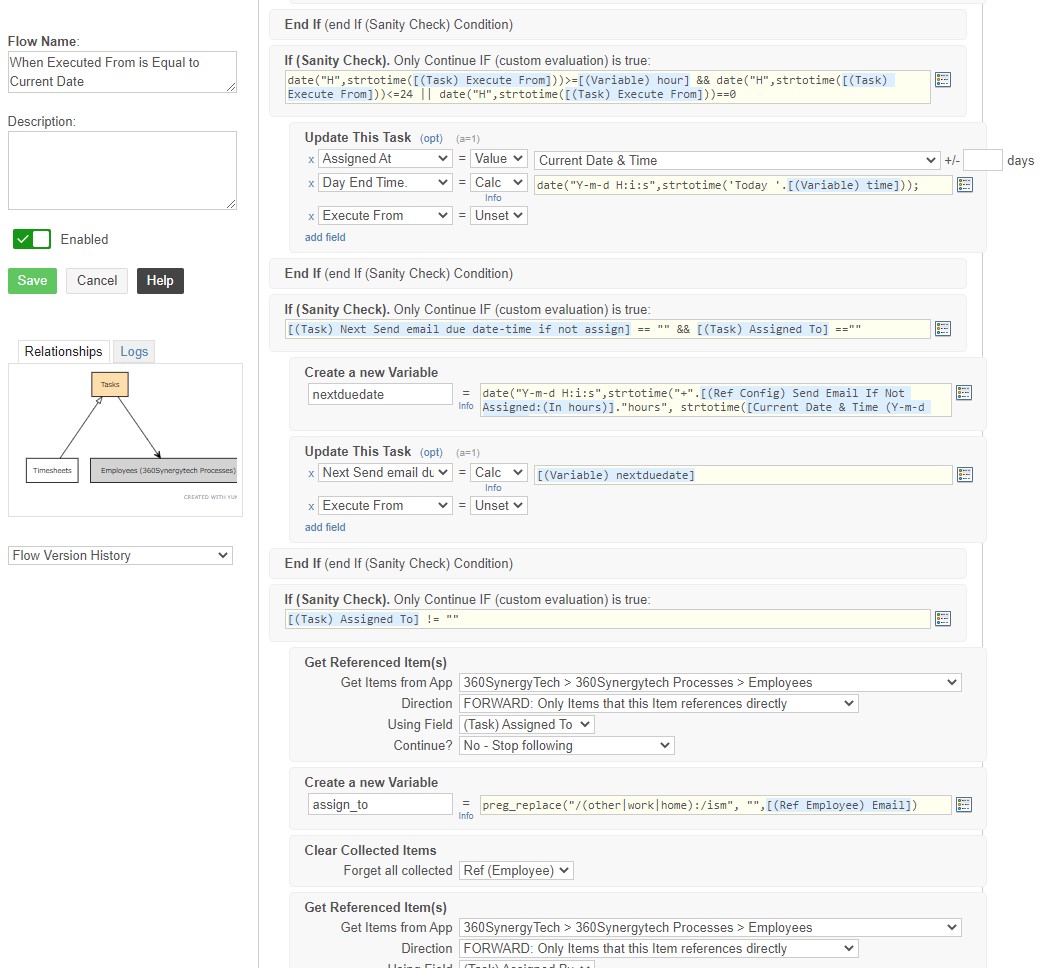 Flow Name:
When Executed From is Equal to
Current Date
Description:
Enabled
Save Cancel Help
Relationships Logs
Tasks
Timesheets Employees (360Synergytech Processes)
CREATED WITH YUM
Flow Version History
End If (end If (Sanity Check) Condition)
If (Sanity Check). Only Continue IF (custom evaluation) is true:
date("H",strtotime([(Task) Execute From]))>=[(Variable) hour] && date("H",strtotime([(Task)
Execute From]))<=24 || date("H",strtotime([(Task) Execute From]))==0
Update This Task (opt) (a=1)
x Assigned At = Value Current Date & Time +/- days
x Day End Time. = Calc date("Y-m-d H:i:s",strtotime('Today '.[(Variable) time]));
Info
x Execute From = Unset
add field
End If (end If (Sanity Check) Condition)
If (Sanity Check). Only Continue IF (custom evaluation) is true:
[(Task) Next Send email due date-time if not assign] == "" && [(Task) Assigned To] ==""
Create a new Variable
nextduedate = date("Y-m-d H:i:s",strtotime("+".[(Ref Config) Send Email If Not
Info Assigned:(In hours)]."hours", strtotime([Current Date & Time (Y-m-d
Update This Task (opt) (a=1)
x Next Send email du = Calc [(Variable) nextduedate]
Info
x Execute From = Unset
add field
End If (end If (Sanity Check) Condition)
If (Sanity Check). Only Continue IF (custom evaluation) is true:
[(Task) Assigned To] != ""
Get Referenced Item(s)
Get Items from App 360SynergyTech > 360Synergytech Processes > Employees
Direction FORWARD: Only Items that this Item references directly
Using Field (Task) Assigned To
Continue? No - Stop following
Create a new Variable
assign_to = preg_replace("/(other|work|home):/ism", "",[(Ref Employee) Email])
Info
Clear Collected Items
Forget all collected Ref (Employee)
Get Referenced Item(s)
Get Items from App 360SynergyTech > 360Synergytech Processes > Employees
Direction FORWARD: Only Items that this Item references directly
Using Field (Task) Assigned By